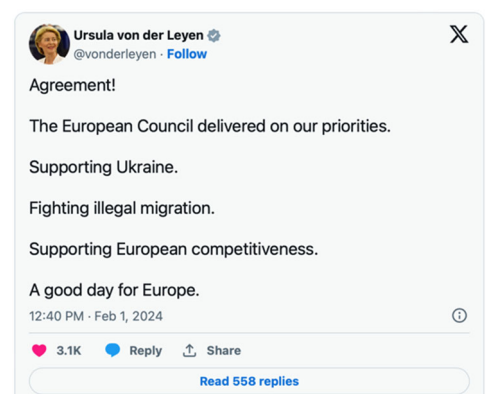 Ursula von der Leyen
@vonderleyen · Follow
Agreement!
The European Council delivered on our priorities.
Supporting Ukraine.
Fighting illegal migration.
Supporting European competitiveness.
A good day for Europe.
12:40 PM · Feb 1, 2024
3.1K Reply Share
Read 558 replies